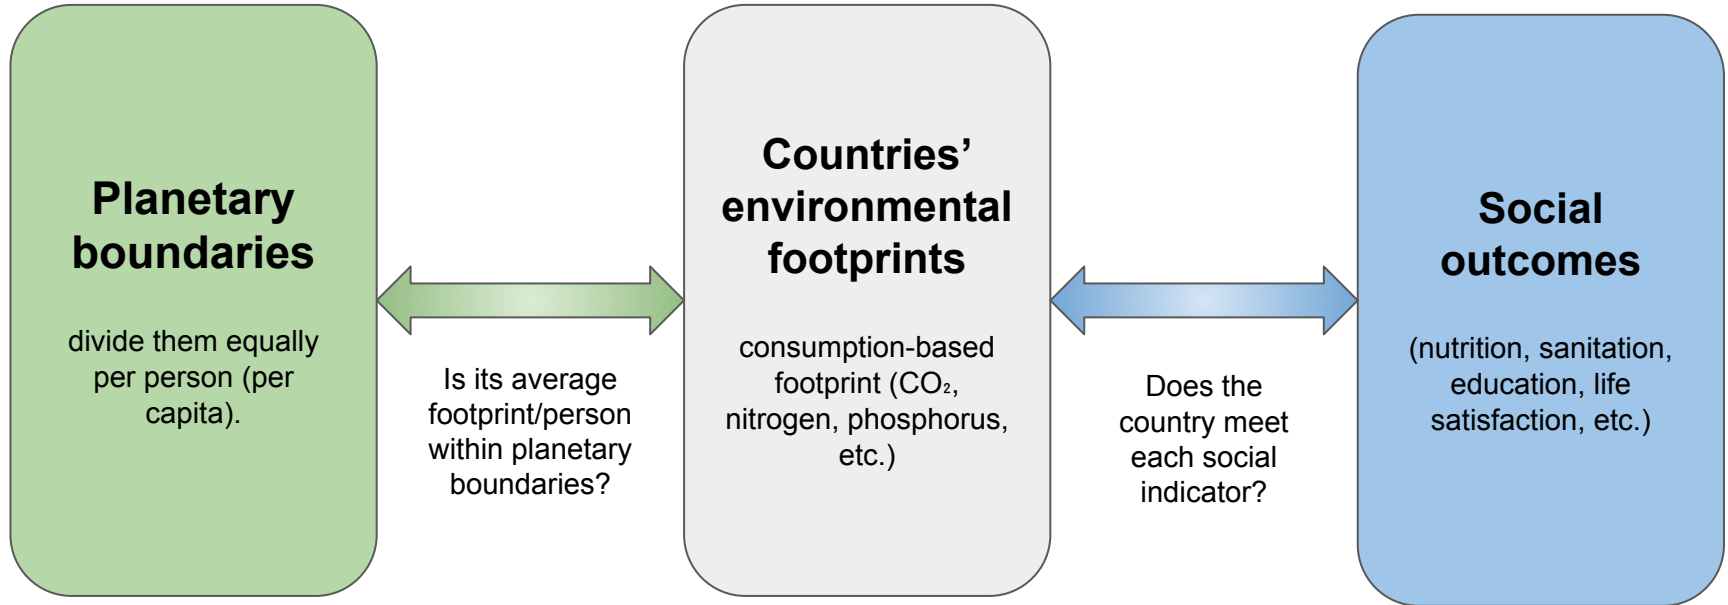 Planetary
boundaries
divide them equally
per person (per
capita).
Is its average
footprint/person
within planetary
boundaries?
Countries’
environmental
footprints
consumption-based
footprint (CO₂,
nitrogen, phosphorus,
etc.)
Does the
country meet
each social
indicator?
Social
outcomes
(nutrition, sanitation,
education, life
satisfaction, etc.)